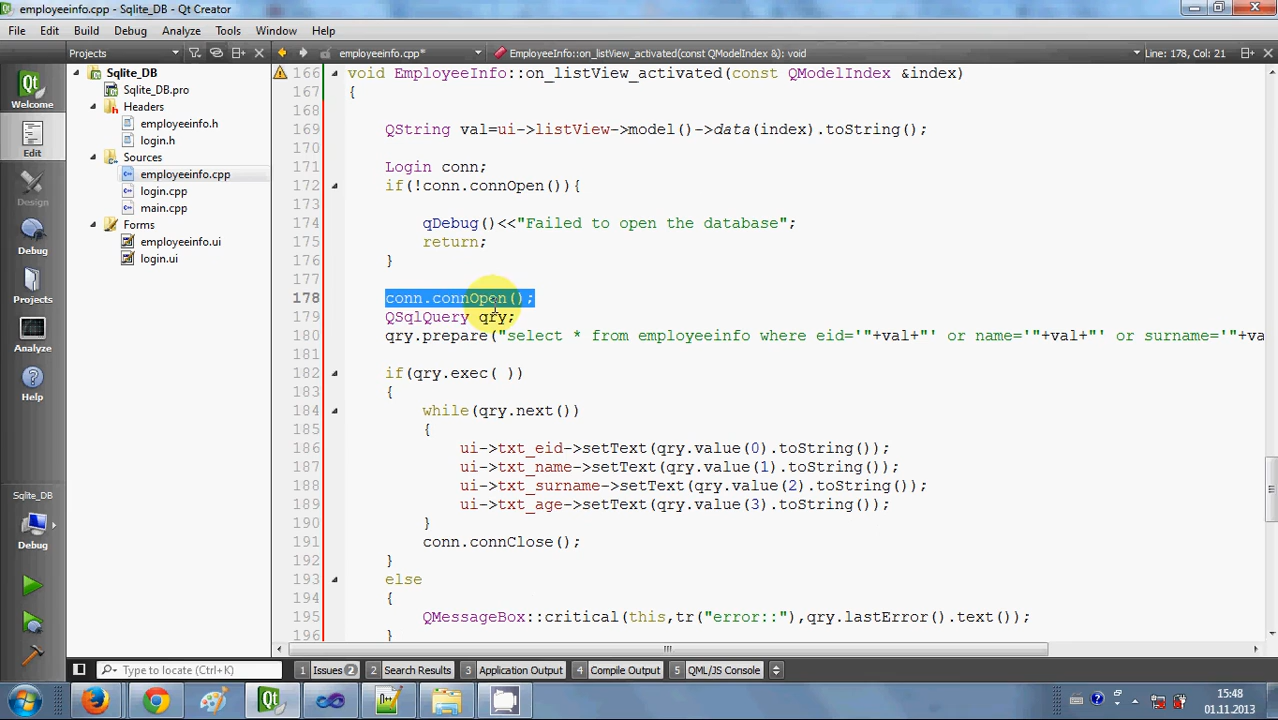 employeeinfo.cpp - Sqlite_DB - Qt Creator
File Edit Build Debug Analyze Tools Window Help
Projects employeeinfo.cpp* EmployeeInfo::on_listView_activated(const QModelIndex &): void Line: 178, Col: 21
Welcome
Edit
Design
Debug
Projects
Analyze
Help
Sqlite_DB
Debug
Sqlite_DB
Sqlite_DB.pro
Headers
employeeinfo.h
login.h
Sources
employeeinfo.cpp
login.cpp
main.cpp
Forms
employeeinfo.ui
login.ui
166 void EmployeeInfo::on_listView_activated(const QModelIndex &index)
167 {
168
169 QString val=ui->listView->model()->data(index).toString();
170
171 Login conn;
172 if(!conn.connOpen()){
173
174 qDebug()<<"Failed to open the database";
175 return;
176 }
177
178 conn.connOpen();
179 QSqlQuery qry;
180 qry.prepare("select * from employeeinfo where eid='"+val+"' or name='"+val+"' or surname='"+va
181
182 if(qry.exec( ))
183 {
184 while(qry.next())
185 {
186 ui->txt_eid->setText(qry.value(0).toString());
187 ui->txt_name->setText(qry.value(1).toString());
188 ui->txt_surname->setText(qry.value(2).toString());
189 ui->txt_age->setText(qry.value(3).toString());
190 }
191 conn.connClose();
192 }
193 else
194 {
195 QMessageBox::critical(this,tr("error::"),qry.lastError().text());
196 }
Type to locate (Ctrl+K) 1 Issues 2 2 Search Results 3 Application Output 4 Compile Output 5 QML/JS Console
15:48
01.11.2013